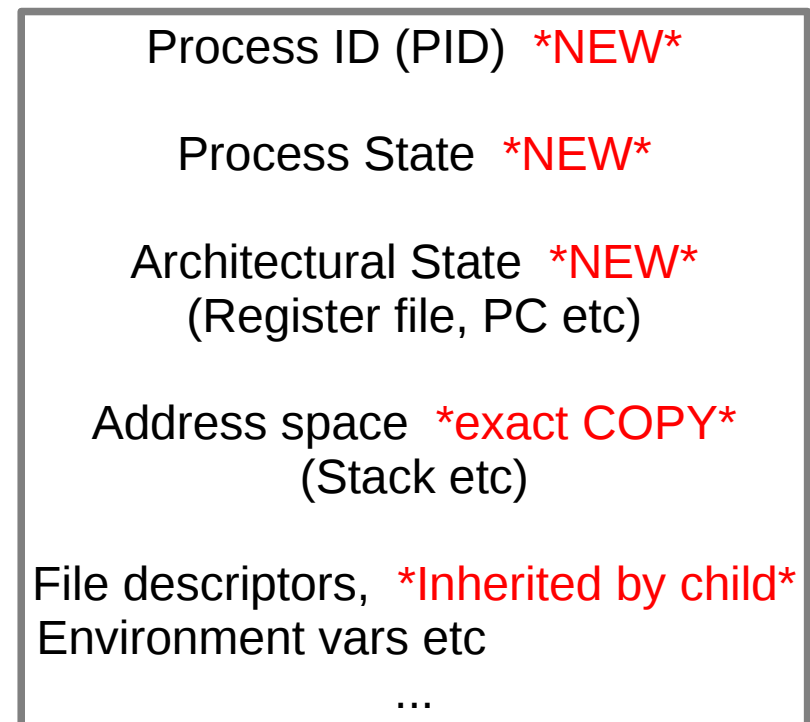 Process ID (PID) *NEW*
Process State *NEW*
Architectural State *NEW*
(Register file, PC etc)
Address space *exact COPY*
(Stack etc)
File descriptors, *Inherited by child*
Environment vars etc
...